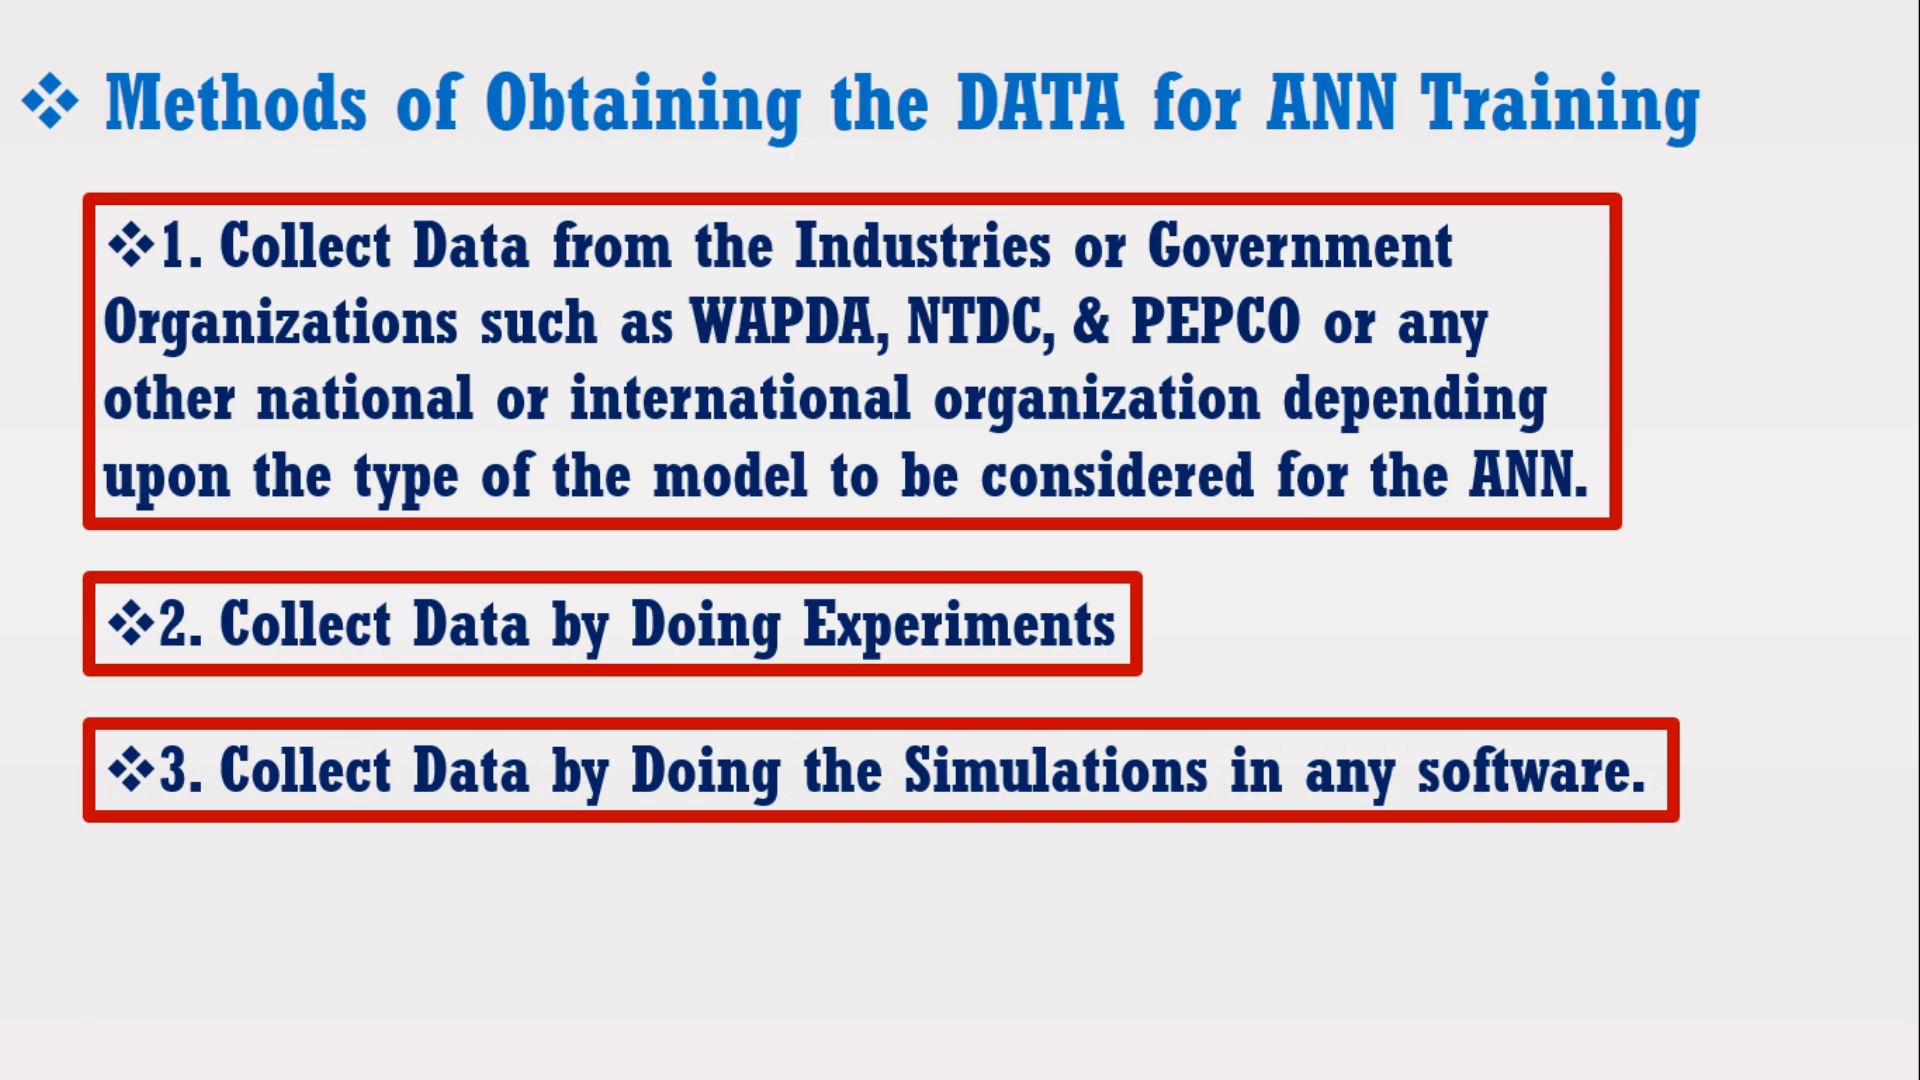 ❖ Methods of Obtaining the DATA for ANN Training
❖1. Collect Data from the Industries or Government
Organizations such as WAPDA, NTDC, & PEPCO or any
other national or international organization depending
upon the type of the model to be considered for the ANN.
❖2. Collect Data by Doing Experiments
❖3. Collect Data by Doing the Simulations in any software.